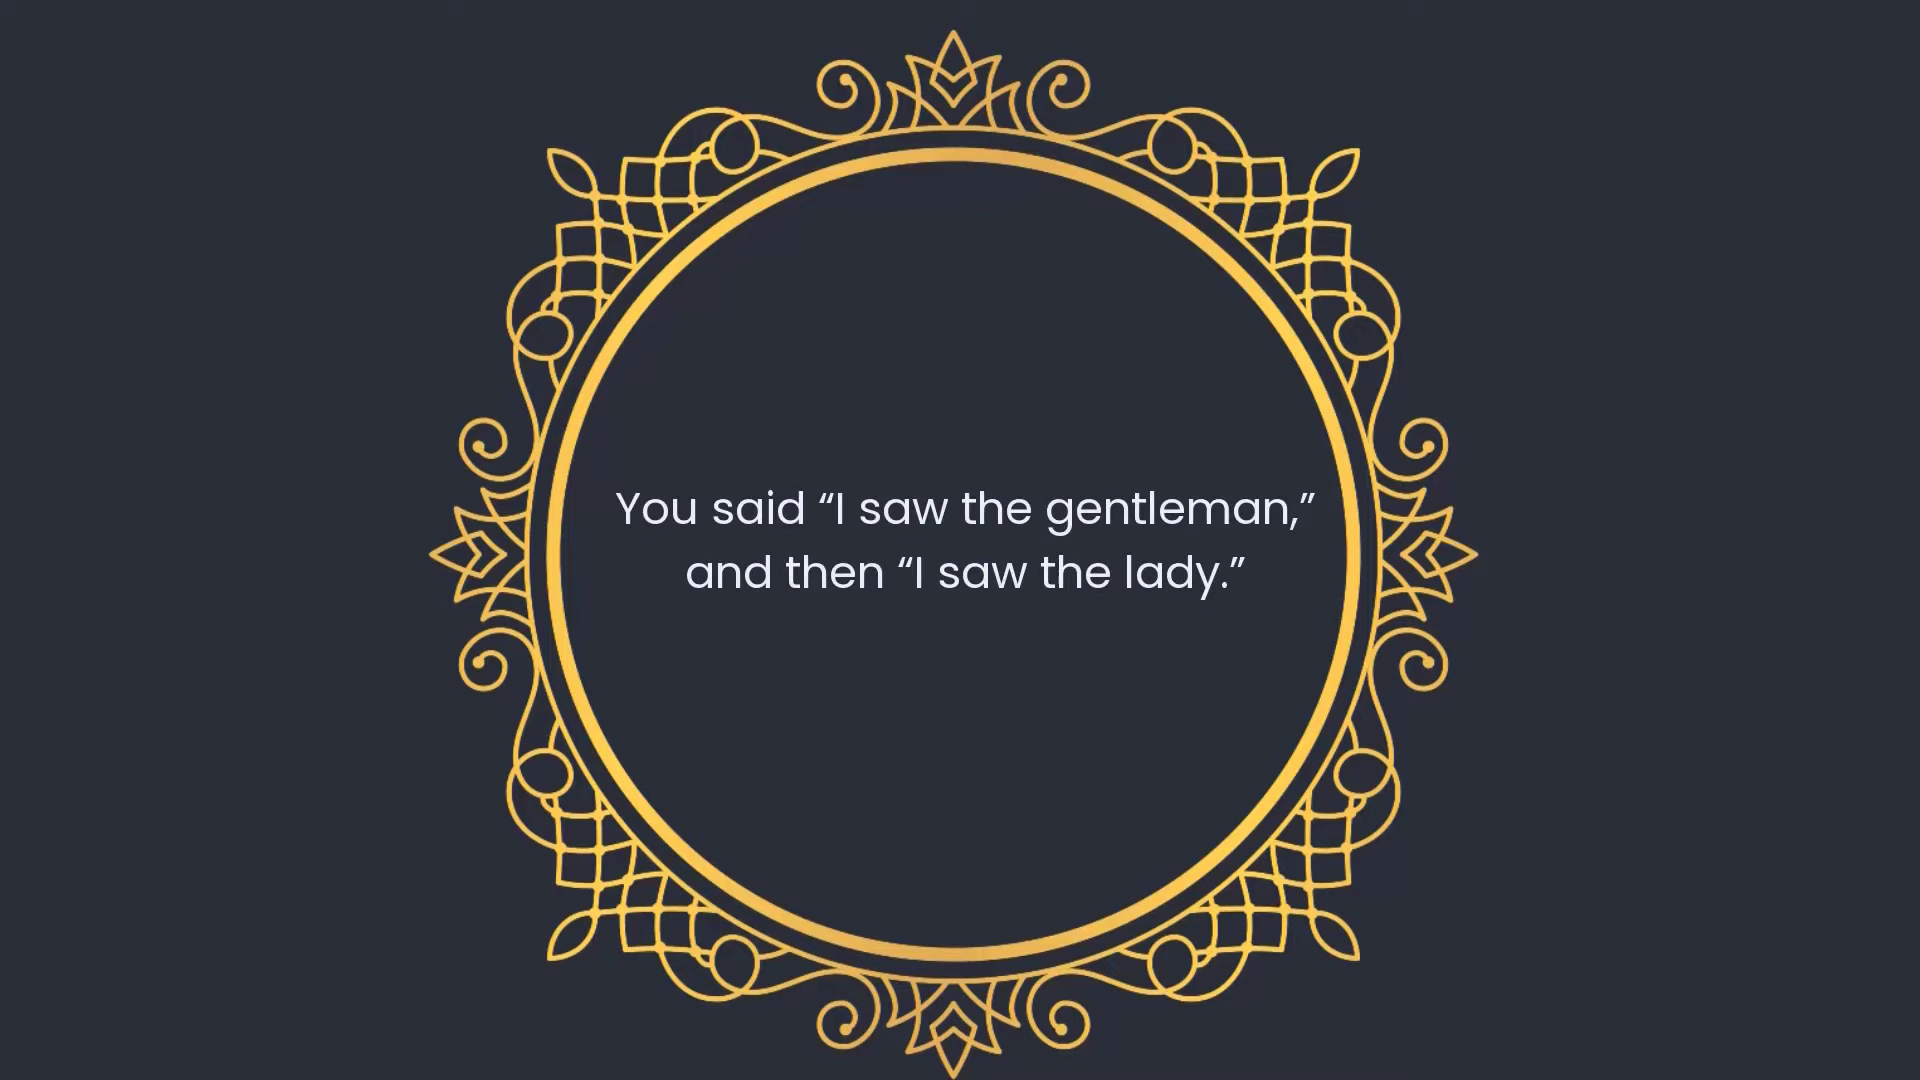 You said “I saw the gentleman,”
and then “I saw the lady.”